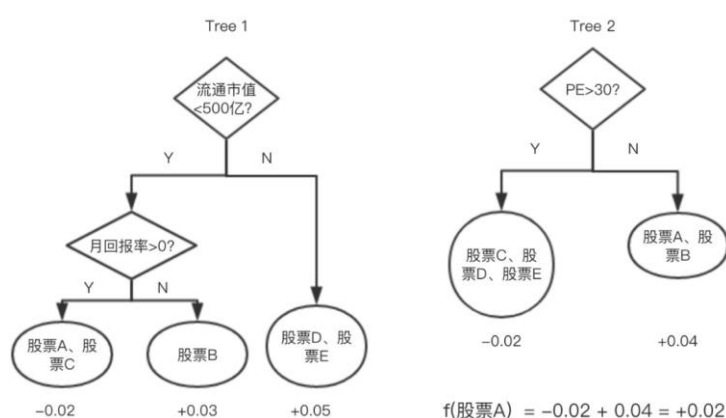 Tree 1
流通市值
<500亿?
Y
N
月回报率>0?
Y
N
股票A、股
票C
股票B
股票D、股票
E
-0.02
+0.03
+0.05
Tree 2
PE>30?
Y
N
股票C、股
票D、股票E
股票A、股
票B
-0.02
+0.04
f(股票A) = -0.02 + 0.04 = +0.02